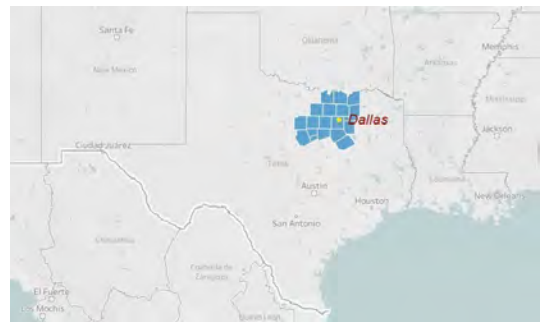 Santa Fe
Oklahoma
Memphis
New Mexico
Arkansas
Mississippi
Dallas
Jackson
Ciudad Juárez
Texas
Austin
Louisiana
New Orleans
Houston
San Antonio
Chihuahua
Coahuila de
Zaragoza
El Fuerte
Los Mochis
Nuevo León